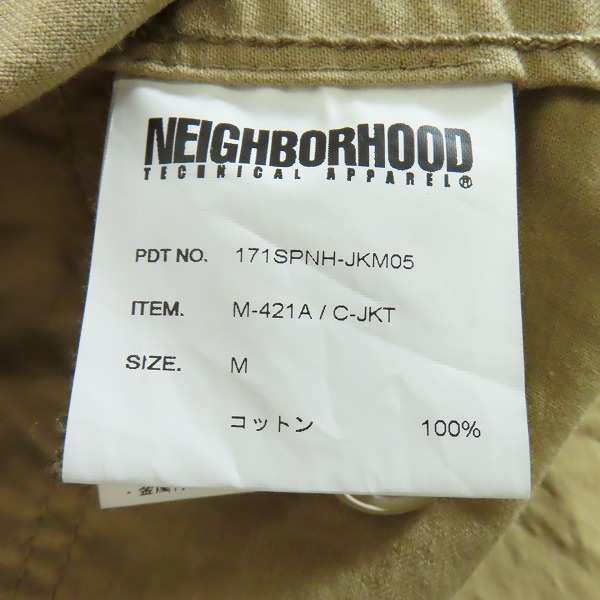 NEIGHBORHOOD
TECHNICAL APPAREL®
PDT NO. 171SPNH-JKM05
ITEM. M-421A / C-JKT
SIZE. M
コットン 100%